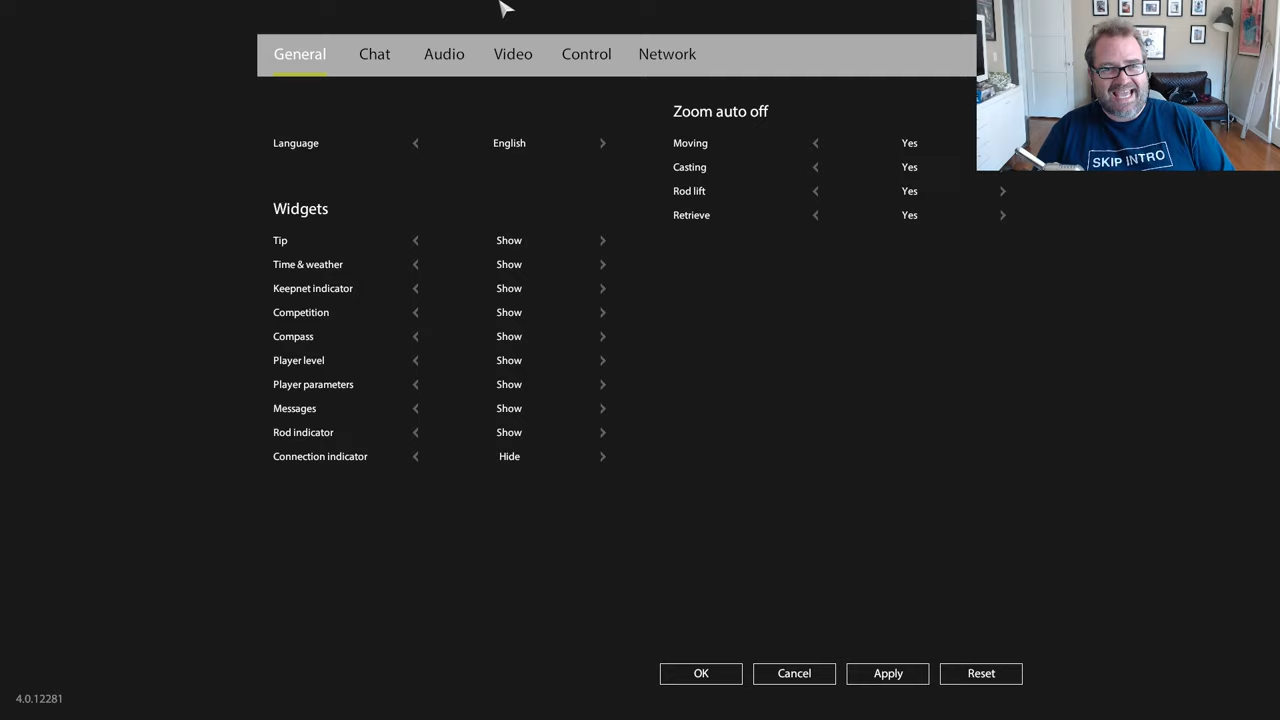 General Chat Audio Video Control Network
Language English
Widgets
Tip Show
Time & weather Show
Keepnet indicator Show
Competition Show
Compass Show
Player level Show
Player parameters Show
Messages Show
Rod indicator Show
Connection indicator Hide
Zoom auto off
Moving Yes
Casting Yes
Rod lift Yes
Retrieve Yes
SKIP INTRO
OK Cancel Apply Reset
4.0.12281